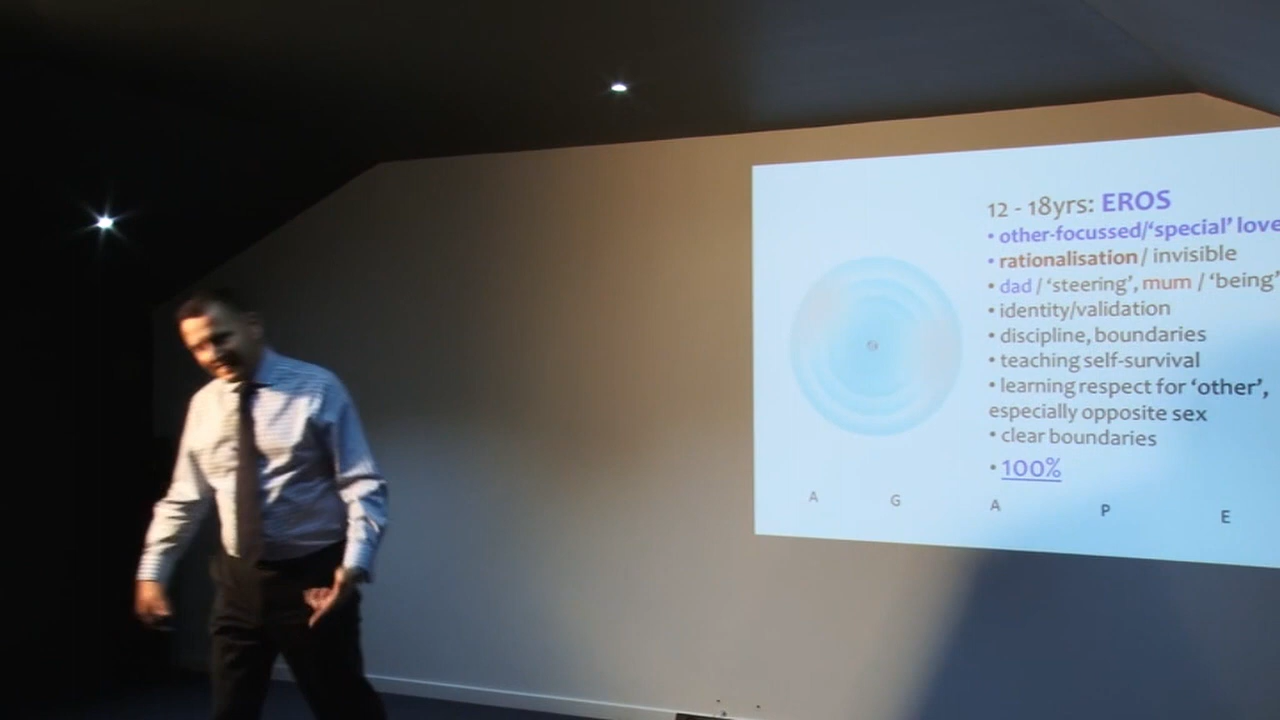 12 - 18yrs: EROS
• other-focussed/‘special’ love
• rationalisation / invisible
• dad / ‘steering’, mum / ‘being’
• identity/validation
• discipline, boundaries
• teaching self-survival
• learning respect for ‘other’,
especially opposite sex
• clear boundaries
• 100%
A G A P E